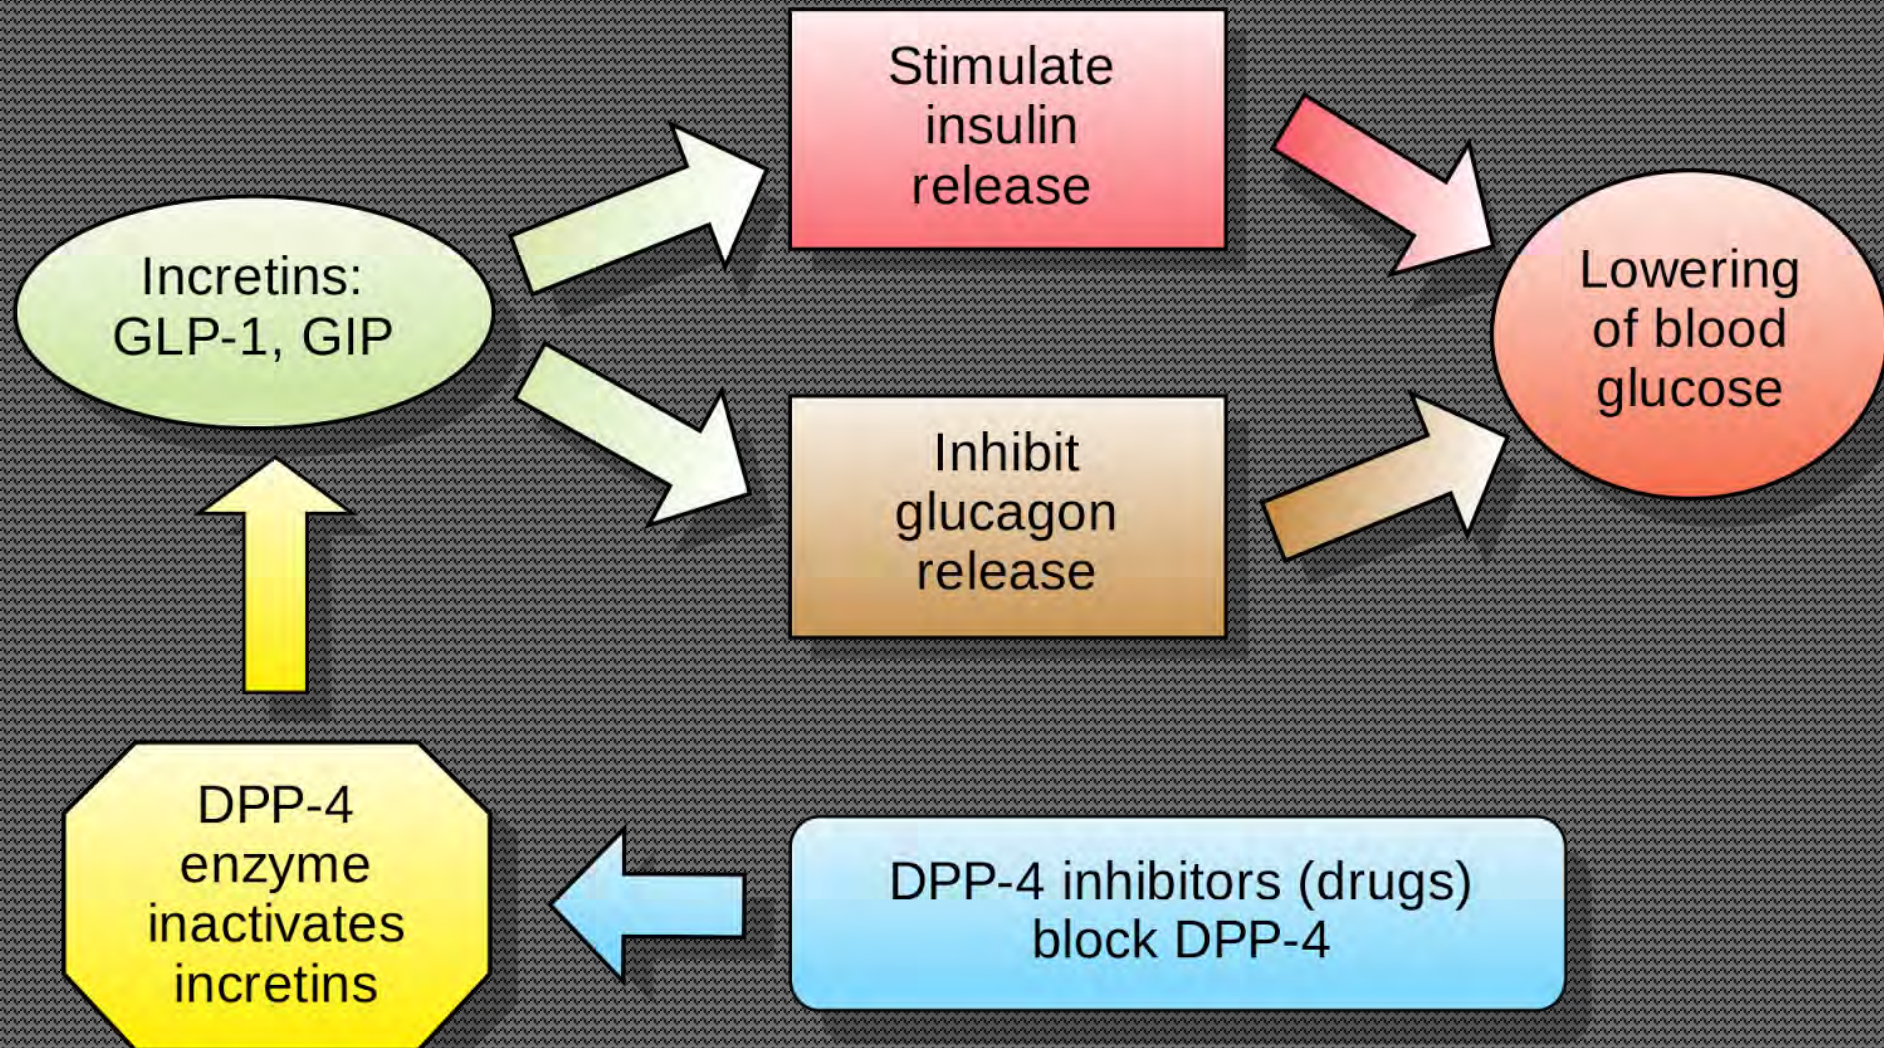 Stimulate
insulin
release
Incretins:
GLP-1, GIP
Lowering
of blood
glucose
Inhibit
glucagon
release
DPP-4
enzyme
inactivates
incretins
DPP-4 inhibitors (drugs)
block DPP-4